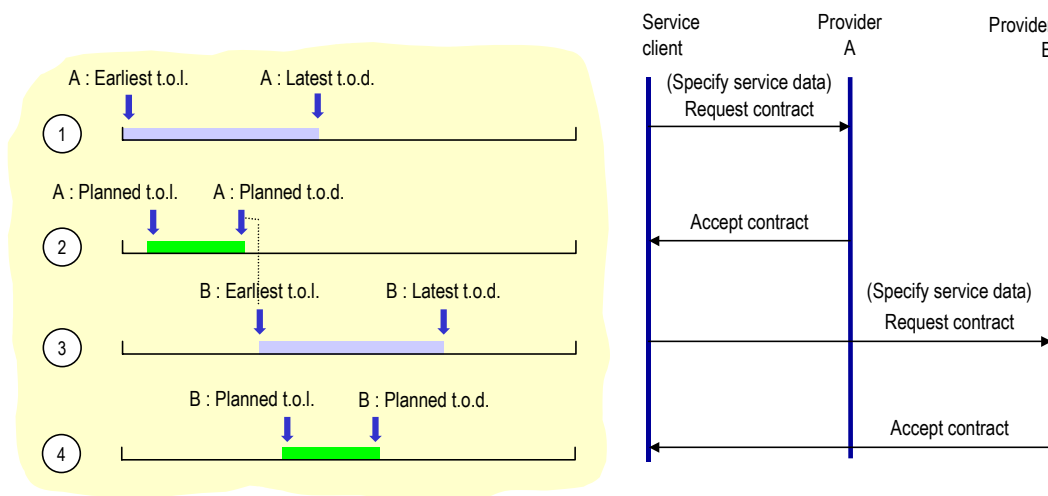 A : Earliest t.o.l.
A : Latest t.o.d.
1
A : Planned t.o.l.
A : Planned t.o.d.
2
B : Earliest t.o.l.
B : Latest t.o.d.
3
B : Planned t.o.l.
B : Planned t.o.d.
4
Service
client
Provider
A
Provider
B
(Specify service data)
Request contract
Accept contract
(Specify service data)
Request contract
Accept contract